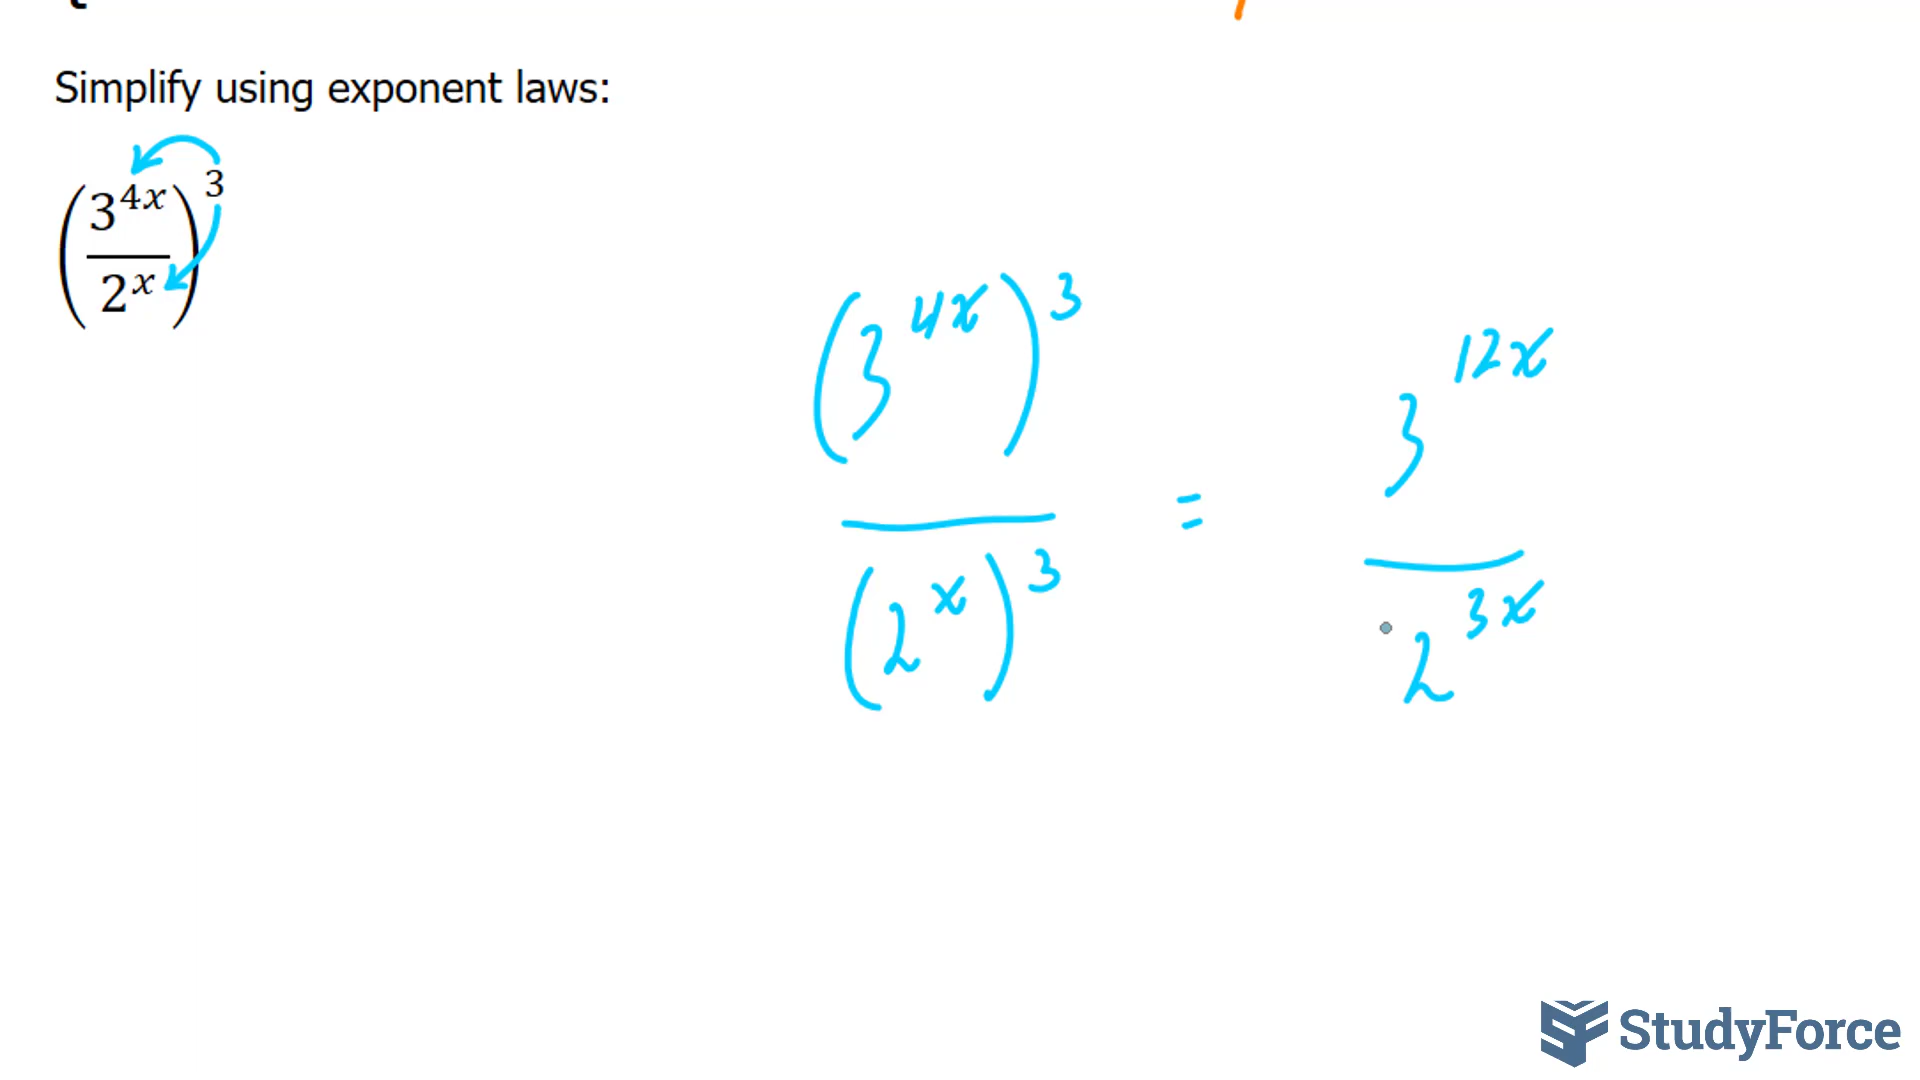 Simplify using exponent laws:
(3^{4x}/2^x)^3
(3^{4x})^3/(2^x)^3 = 3^{12x}/2^{3x}
StudyForce